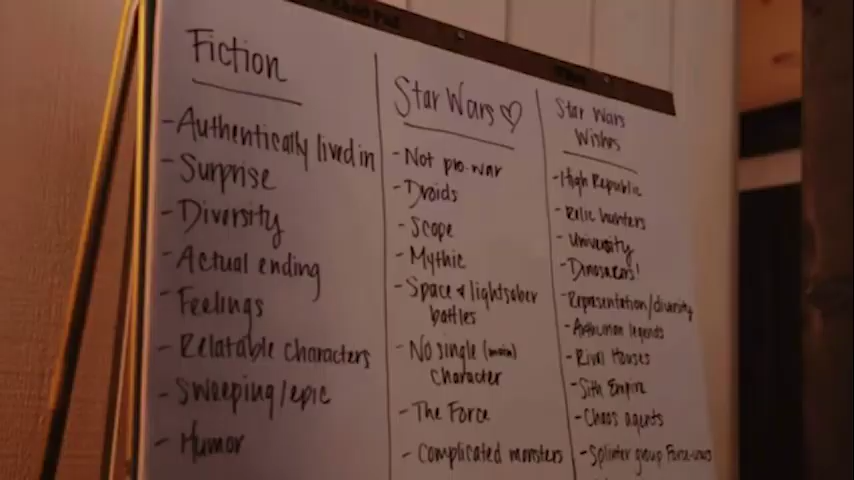 Fiction
- Authentically lived in
- Surprise
- Diversity
- Actual ending
- Feelings
- Relatable characters
- Sweeping/epic
- Humor
Star Wars ♡
- Not pro-war
- Droids
- Scope
- Mythic
- Space & lightsaber
battles
- No single (main)
character
- The Force
- Complicated monsters
Star Wars
Wishes
- High Republic
- Relic hunters
- University
- Dinosaurs!
- Representation/diversity
- Arthurian legends
- Rival Houses
- Sith Empire
- Chaos agents
- Splinter group Force-users